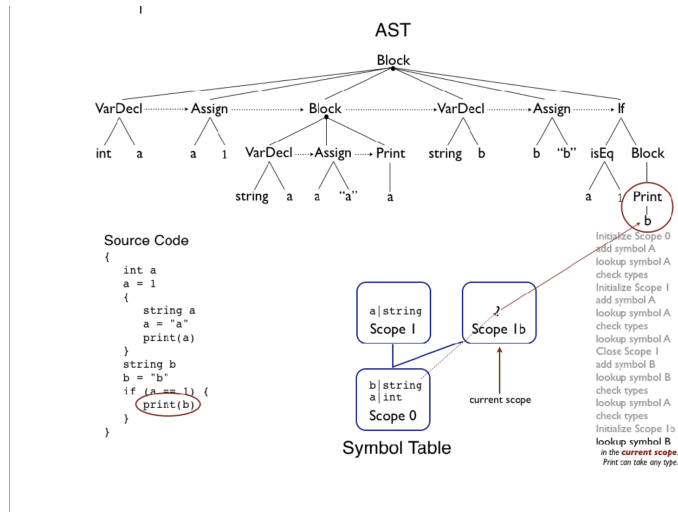 AST
Block
VarDecl Assign Block VarDecl Assign If
int a a 1 VarDecl Assign Print string b b “b” isEq Block
string a a “a” a a 1 Print
b
Source Code
{
int a
a = 1
{
string a
a = "a"
print(a)
}
string b
b = "b"
if (a == 1) {
print(b)
}
}
a|string
Scope 1
?
Scope 1b
b|string
a|int
Scope 0
current scope
Symbol Table
Initialize Scope 0
add symbol A
lookup symbol A
check types
Initialize Scope 1
add symbol A
lookup symbol A
check types
lookup symbol A
Close Scope 1
add symbol B
lookup symbol B
check types
lookup symbol A
check types
Initialize Scope 1b
lookup symbol B
in the current scope.
Print can take any type.